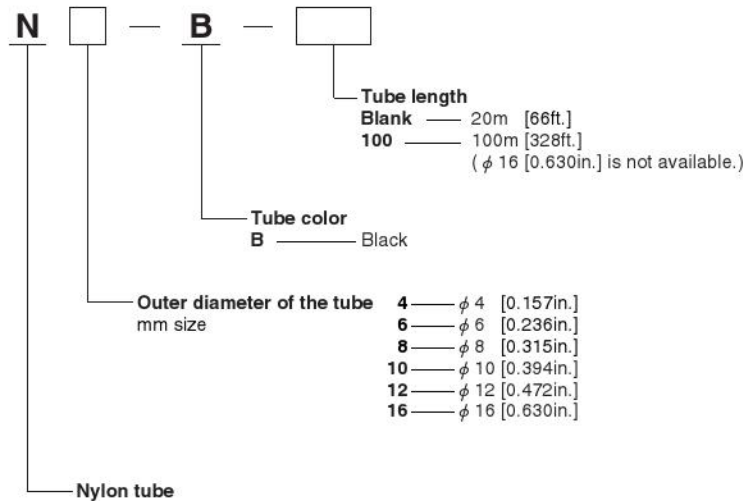 N □ — B — □
Tube length
Blank — 20m [66ft.]
100 — 100m [328ft.]
( ϕ 16 [0.630in.] is not available.)
Tube color
B — Black
Outer diameter of the tube
mm size
4 — ϕ 4 [0.157in.]
6 — ϕ 6 [0.236in.]
8 — ϕ 8 [0.315in.]
10 — ϕ 10 [0.394in.]
12 — ϕ 12 [0.472in.]
16 — ϕ 16 [0.630in.]
Nylon tube